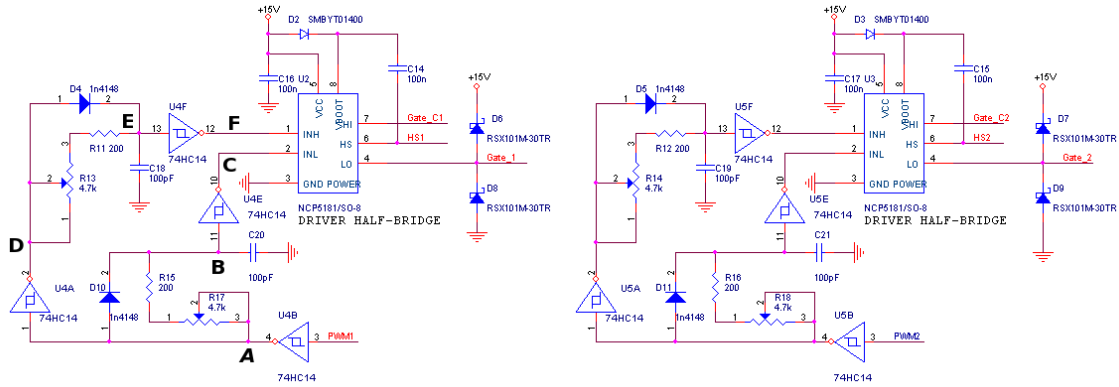 +15V
D2 SMBYT01400
C16
100n
U2
5
8
VCC
VBOOT
C14
100n
D4 1n4148
1 2
E
13
U4F
12
74HC14
F
R11 200
C18
100pF
3
2
R13
4.7k
1
D
1 INH
2 INL
3 GND POWER
VHI 7 Gate_C1
HS 6 HS1
LO 4 Gate_1
NCP5181/SO-8
DRIVER HALF-BRIDGE
+15V
D6
RSX101M-30TR
D8
RSX101M-30TR
C
10
U4E
74HC14
11
B
C20
100pF
2
U4A
74HC14
1
2
D10
1n4148
1
R15
200
R17
4.7k
1 2 3
A
4
U4B
3
PWM1
74HC14
+15V
D3 SMBYT01400
C17
100n
U3
5
8
VCC
VBOOT
C15
100n
D5 1n4148
1 2
13
U5F
12
74HC14
R12 200
C19
100pF
3
2
R14
4.7k
1
1 INH
2 INL
3 GND POWER
VHI 7 Gate_C2
HS 6 HS2
LO 4 Gate_2
NCP5181/SO-8
DRIVER HALF-BRIDGE
+15V
D7
RSX101M-30TR
D9
RSX101M-30TR
10
U5E
74HC14
11
C21
100pF
2
U5A
74HC14
1
2
D11
1n4148
1
R16
200
R18
4.7k
1 2 3
4
U5B
3
PWM2
74HC14